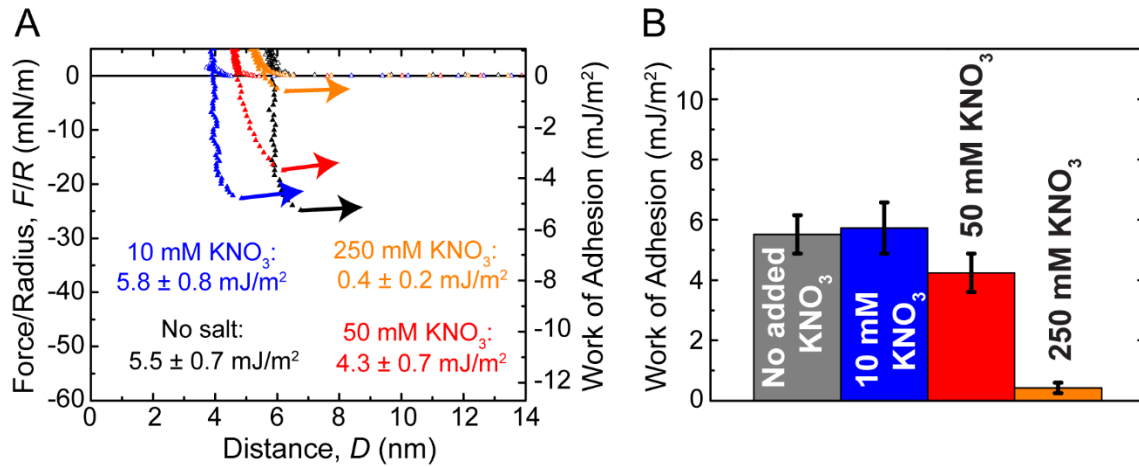 A
Force/Radius, F/R (mN/m)
0
-10
-20
-30
-40
-50
-60
0 2 4 6 8 10 12 14
Distance, D (nm)
0
-2
-4
-6
-8
-10
-12
Work of Adhesion (mJ/m²)
10 mM KNO₃:
5.8 ± 0.8 mJ/m²
250 mM KNO₃:
0.4 ± 0.2 mJ/m²
No salt:
5.5 ± 0.7 mJ/m²
50 mM KNO₃:
4.3 ± 0.7 mJ/m²
B
Work of Adhesion (mJ/m²)
10
8
6
4
2
0
No added
KNO₃
10 mM
KNO₃
50 mM KNO₃
250 mM KNO₃